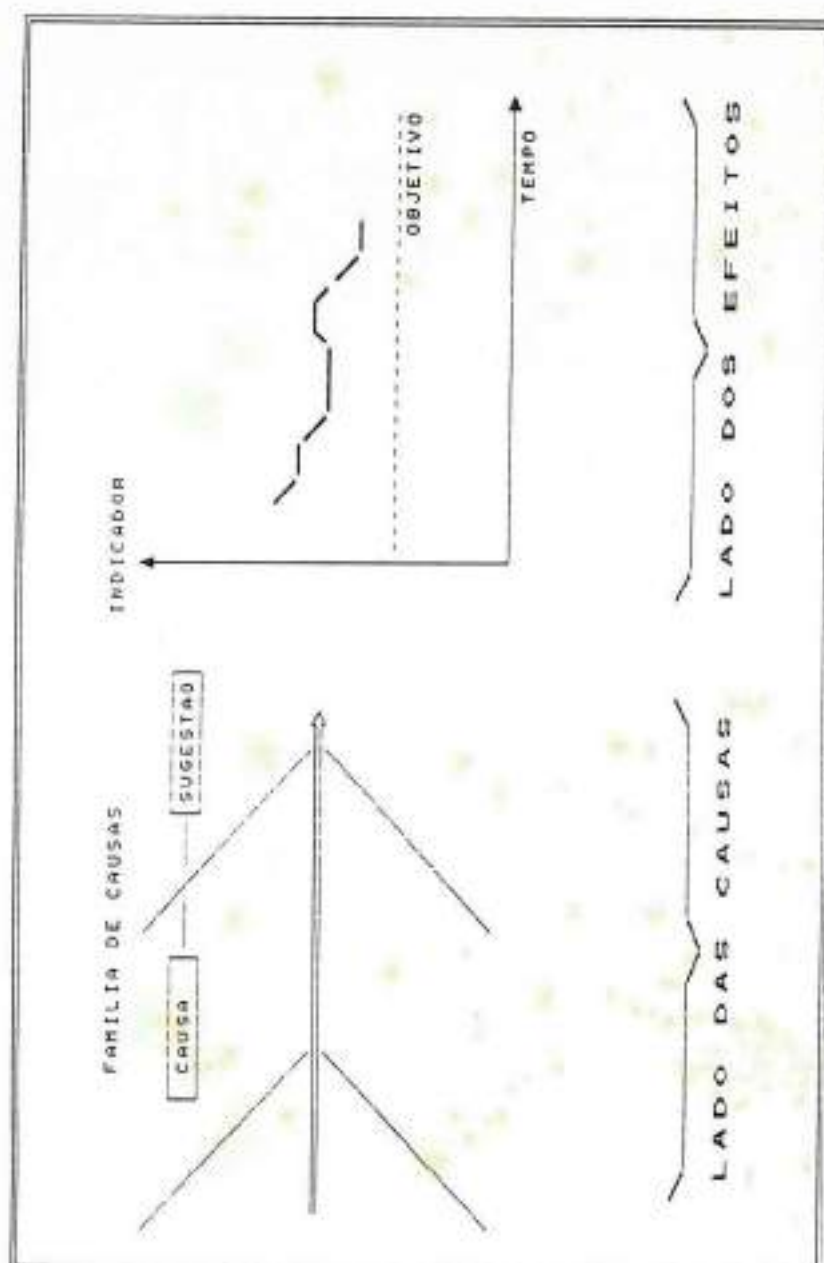 FAMILIA DE CAUSAS
CAUSA
SUGESTAO
LADO DAS CAUSAS
INDICADOR
OBJETIVO
TEMPO
LADO DOS EFEITOS